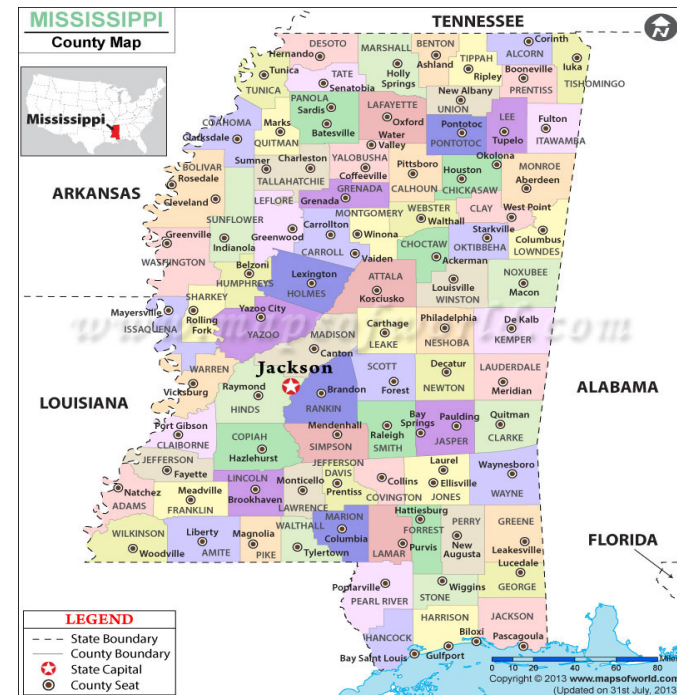 MISSISSIPPI
County Map
TENNESSEE
N
Mississippi
ARKANSAS
LOUISIANA
ALABAMA
FLORIDA
DESOTO
Hernando
MARSHALL
Holly
Springs
BENTON
Ashland
TIPPAH
Ripley
Corinth
ALCORN
Iuka
TISHOMINGO
Booneville
PRENTISS
Tunica
TUNICA
TATE
Senatobia
PANOLA
Sardis
Batesville
LAFAYETTE
Oxford
New Albany
UNION
Pontotoc
PONTOTOC
LEE
Tupelo
Fulton
ITAWAMBA
COAHOMA
Clarksdale
Marks
QUITMAN
Water
Valley
YALOBUSHA
Coffeeville
Sumner
Charleston
TALLAHATCHIE
Pittsboro
CALHOUN
Houston
CHICKASAW
Okolona
MONROE
Aberdeen
BOLIVAR
Rosedale
Cleveland
SUNFLOWER
Indianola
LEFLORE
Greenwood
GRENADA
Grenada
MONTGOMERY
Winona
WEBSTER
Walthall
CLAY
West Point
Greenville
WASHINGTON
Carrollton
CARROLL
Vaiden
CHOCTAW
Ackerman
Starkville
OKTIBBEHA
Columbus
LOWNDES
Belzoni
HUMPHREYS
Lexington
HOLMES
ATTALA
Kosciusko
Louisville
WINSTON
NOXUBEE
Macon
SHARKEY
Rolling
Fork
Mayersville
ISSAQUENA
Yazoo City
YAZOO
MADISON
Canton
Carthage
LEAKE
Philadelphia
NESHOBA
De Kalb
KEMPER
www.mapsofworld.com
WARREN
Vicksburg
Jackson
Raymond
HINDS
Brandon
RANKIN
SCOTT
Forest
Decatur
NEWTON
LAUDERDALE
Meridian
Port Gibson
CLAIBORNE
COPIAH
Hazlehurst
Mendenhall
SIMPSON
Raleigh
SMITH
Bay
Springs
Paulding
JASPER
Quitman
CLARKE
JEFFERSON
Fayette
LINCOLN
Brookhaven
Monticello
LAWRENCE
JEFFERSON
DAVIS
Prentiss
Collins
COVINGTON
Laurel
Ellisville
JONES
Waynesboro
WAYNE
Natchez
ADAMS
Meadville
FRANKLIN
WILKINSON
Woodville
Liberty
AMITE
Magnolia
PIKE
WALTHALL
Tylertown
MARION
Columbia
LAMAR
Purvis
Hattiesburg
FORREST
PERRY
New
Augusta
GREENE
Leakesville
Lucedale
GEORGE
Poplarville
PEARL RIVER
Wiggins
STONE
HARRISON
JACKSON
HANCOCK
Bay Saint Louis
Gulfport
Biloxi
Pascagoula
LEGEND
State Boundary
County Boundary
State Capital
County Seat
0 20 40 60 80
Miles
Copyright © 2013 www.mapsofworld.com
(Updated on 31st July, 2013)